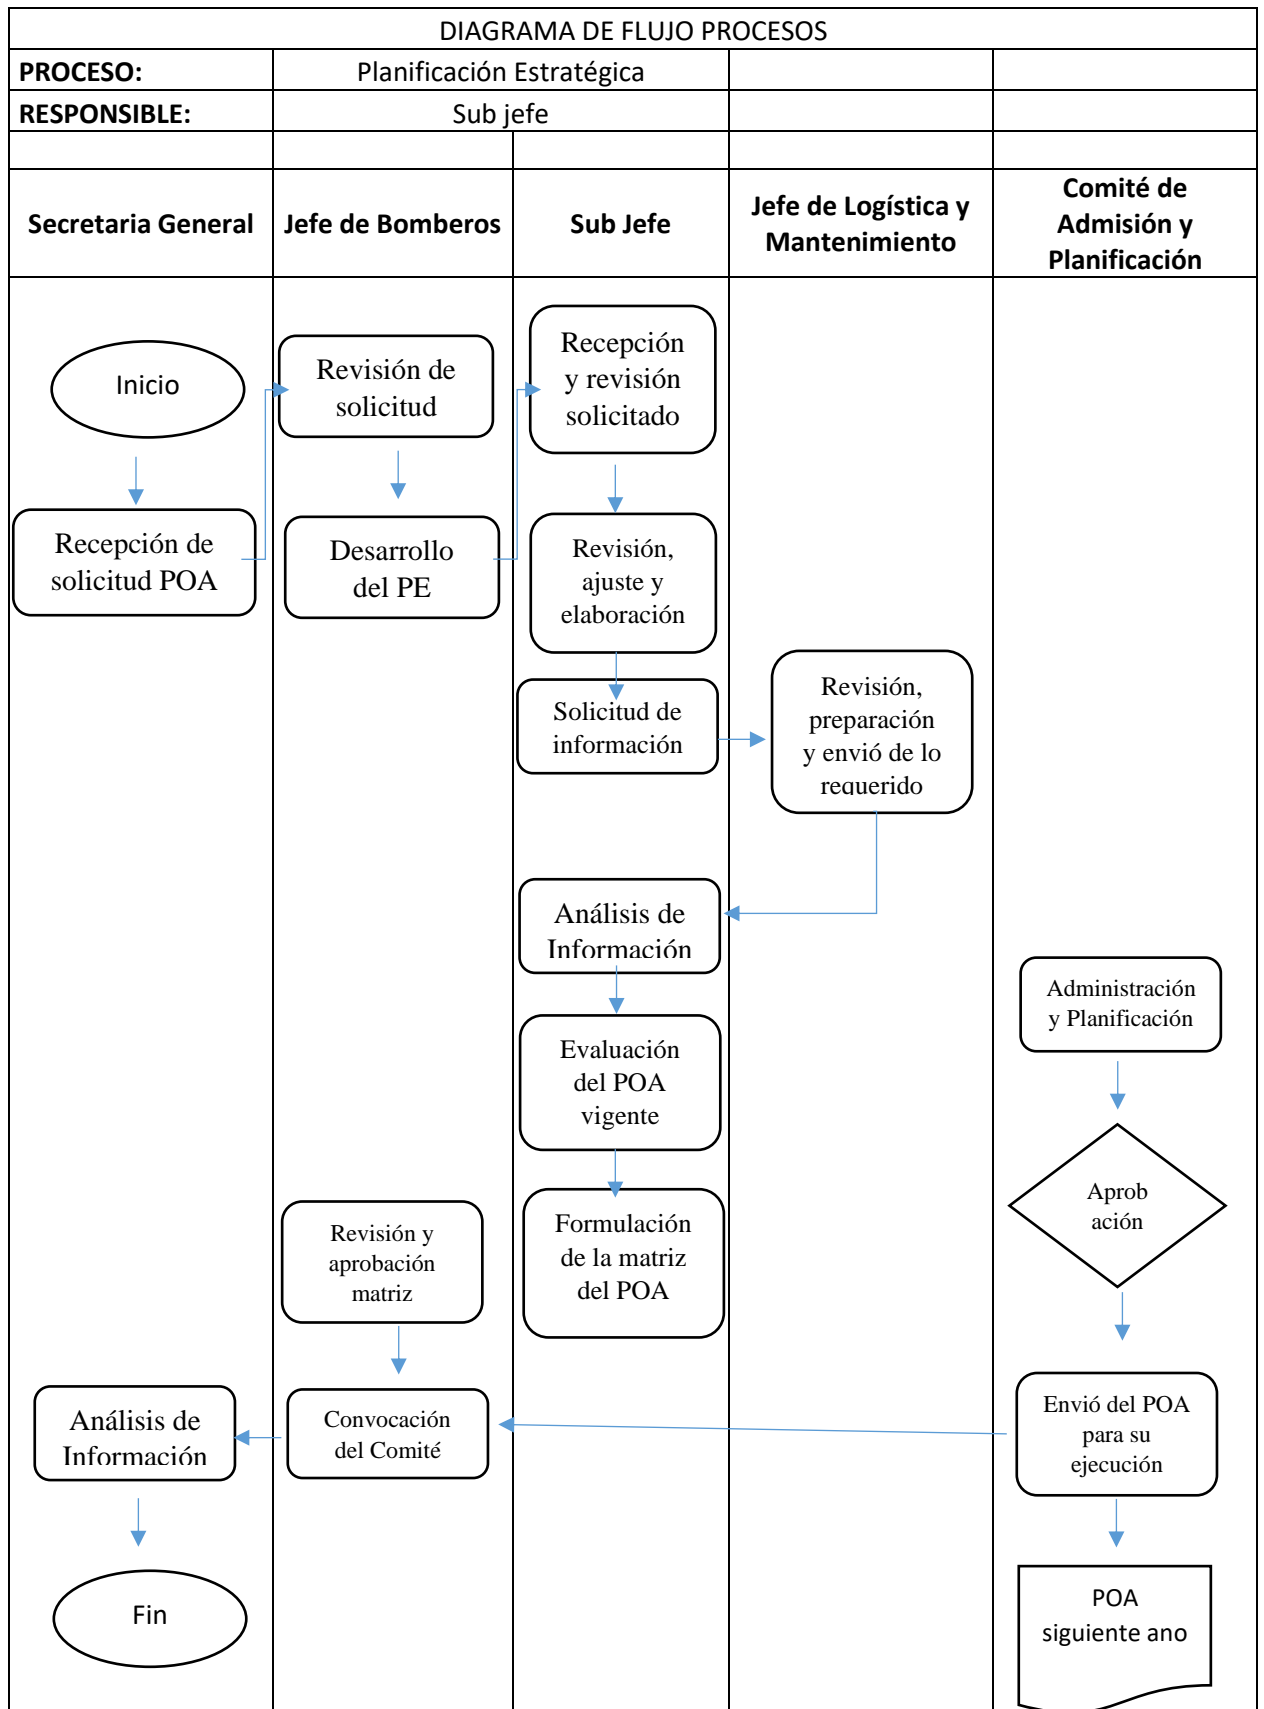 DIAGRAMA DE FLUJO PROCESOS
PROCESO:
Planificación Estratégica
RESPONSIBLE:
Sub jefe
Secretaria General
Jefe de Bomberos
Sub Jefe
Jefe de Logística y
Mantenimiento
Comité de
Admisión y
Planificación
Inicio
Revisión de
solicitud
Recepción
y revisión
solicitado
Recepción de
solicitud POA
Desarrollo
del PE
Revisión,
ajuste y
elaboración
Solicitud de
información
Revisión,
preparación
y envió de lo
requerido
Análisis de
Información
Administración
y Planificación
Evaluación
del POA
vigente
Aprob
ación
Revisión y
aprobación
matriz
Formulación
de la matriz
del POA
Análisis de
Información
Convocación
del Comité
Envió del POA
para su
ejecución
Fin
POA
siguiente ano